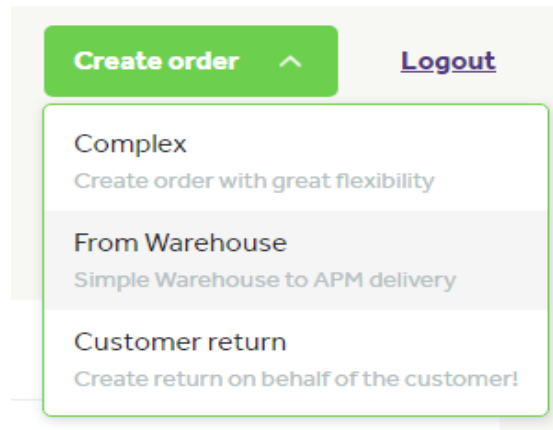 Create order
Logout
Complex
Create order with great flexibility
From Warehouse
Simple Warehouse to APM delivery
Customer return
Create return on behalf of the customer!